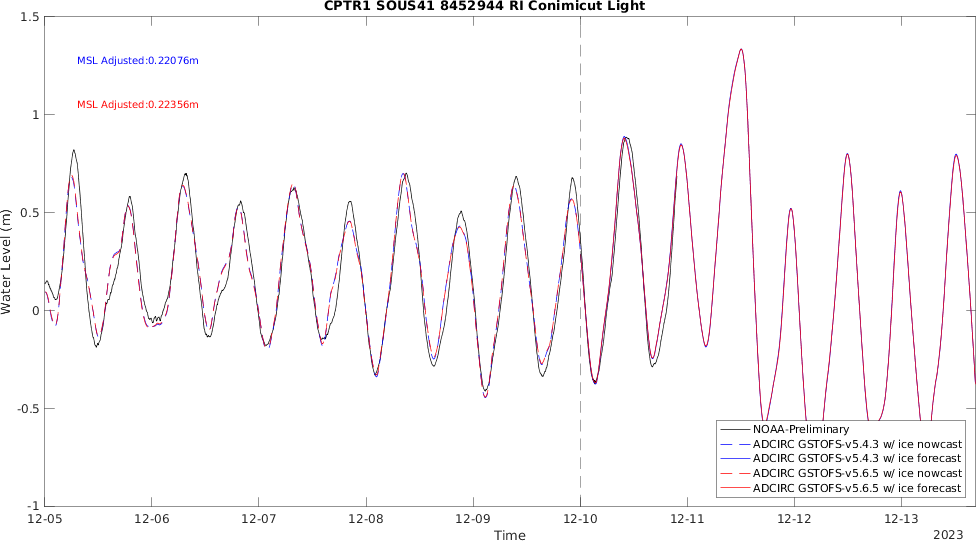 CPTR1 SOUS41 8452944 RI Conimicut Light
1.5
MSL Adjusted:0.22076m
MSL Adjusted:0.22356m
1
0.5
0
-0.5
-1
Water Level (m)
NOAA-Preliminary
ADCIRC GSTOFS-v5.4.3 w/ ice nowcast
ADCIRC GSTOFS-v5.4.3 w/ ice forecast
ADCIRC GSTOFS-v5.6.5 w/ ice nowcast
ADCIRC GSTOFS-v5.6.5 w/ ice forecast
12-05 12-06 12-07 12-08 12-09 12-10 12-11 12-12 12-13
Time
2023